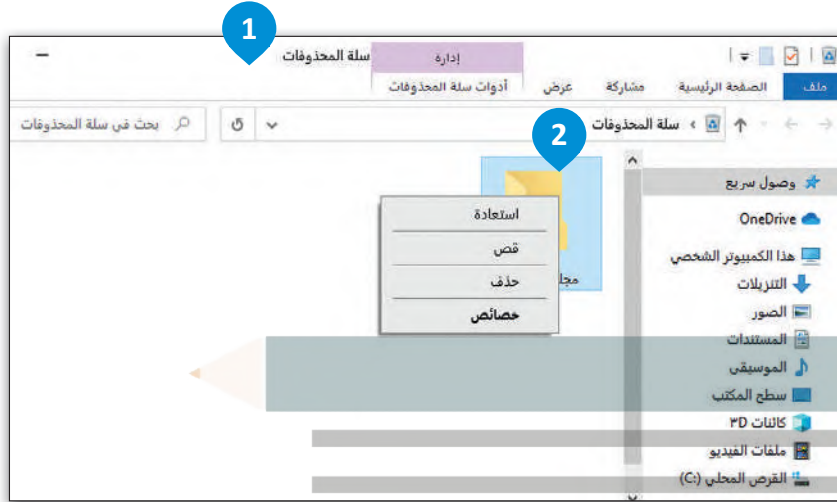 1
سلة المحذوفات
إدارة
ملف
الصفحة الرئيسية
مشاركة
عرض
أدوات سلة المحذوفات
سلة المحذوفات
بحث في سلة المحذوفات
2
وصول سريع
OneDrive
هذا الكمبيوتر الشخصي
التنزيلات
الصور
المستندات
الموسيقى
سطح المكتب
كائنات ٣D
ملفات الفيديو
القرص المحلي (C:)
استعادة
قص
حذف
خصائص